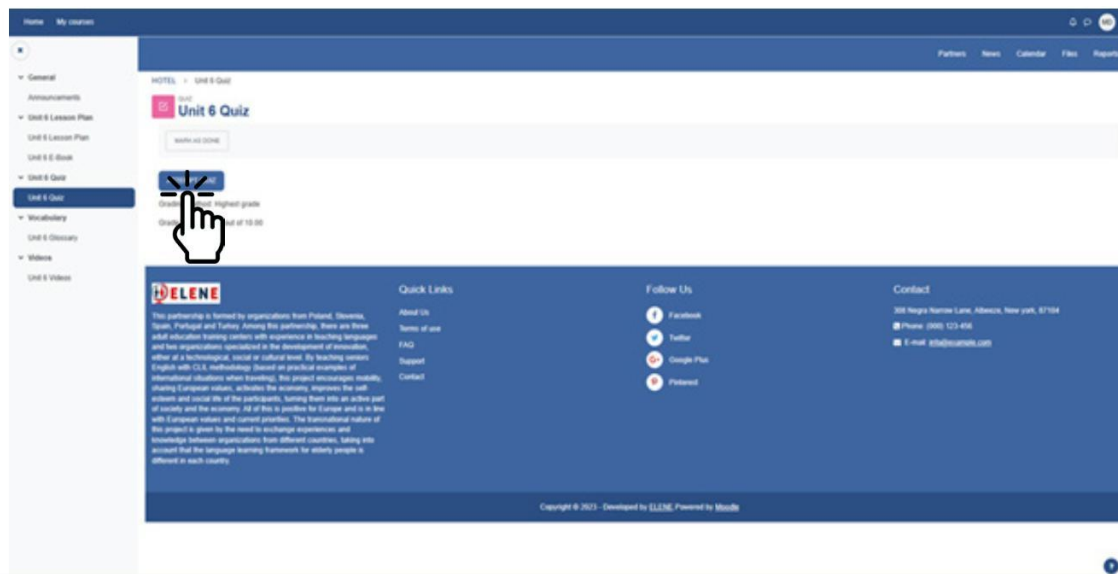 Home My courses
MD
Partners News Calendar Files Reports
General
Announcements
Unit 6 Lesson Plan
Unit 6 Lesson Plan
Unit 6 E-Book
Unit 6 Quiz
Unit 6 Quiz
Vocabulary
Unit 6 Glossary
Videos
Unit 6 Videos
HOTEL > Unit 6 Quiz
QUIZ
Unit 6 Quiz
MARK AS DONE
Highest grade
out of 10.00
ELENE
This partnership is formed by organizations from Poland, Slovenia,
Spain, Portugal and Turkey. Among this partnership, there are three
adult education training centers with experience in teaching languages
and two organizations specialized in the development of innovation,
either at a technological, social or cultural level. By teaching seniors
English with CLIL methodology (based on practical examples of
international situations when traveling), this project encourages mobility,
sharing European values, activates the economy, improves the self-
esteem and social life of the participants, turning them into an active part
of society and the economy. All of this is positive for Europe and is in line
with European values and current priorities. The transnational nature of
this project is given by the need to exchange experiences and
knowledge between organizations from different countries, taking into
account that the language learning framework for elderly people is
different in each country.
Quick Links
About Us
Terms of use
FAQ
Support
Contact
Follow Us
Facebook
Twitter
Google Plus
Pinterest
Contact
308 Negra Narrow Lane, Albeeze, New york, 87104
Phone: (000) 123-456
E-mail: info@example.com
Copyright © 2023 - Developed by ELENE. Powered by Moodle